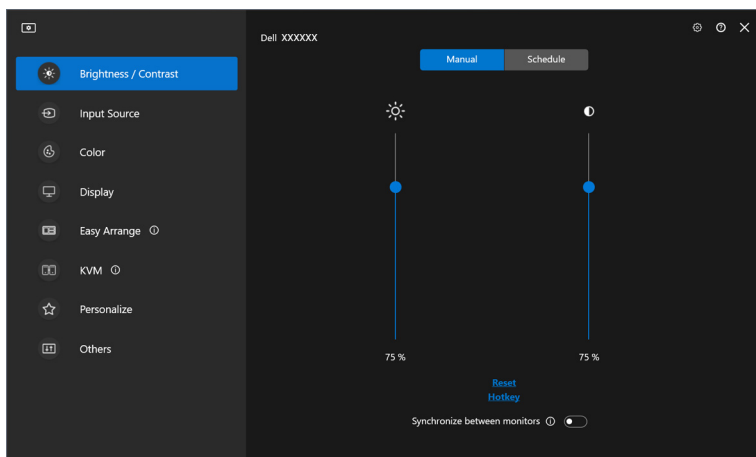 Dell XXXXXX
Brightness / Contrast
Input Source
Color
Display
Easy Arrange
KVM
Personalize
Others
Manual
Schedule
75 %
75 %
Reset
Hotkey
Synchronize between monitors